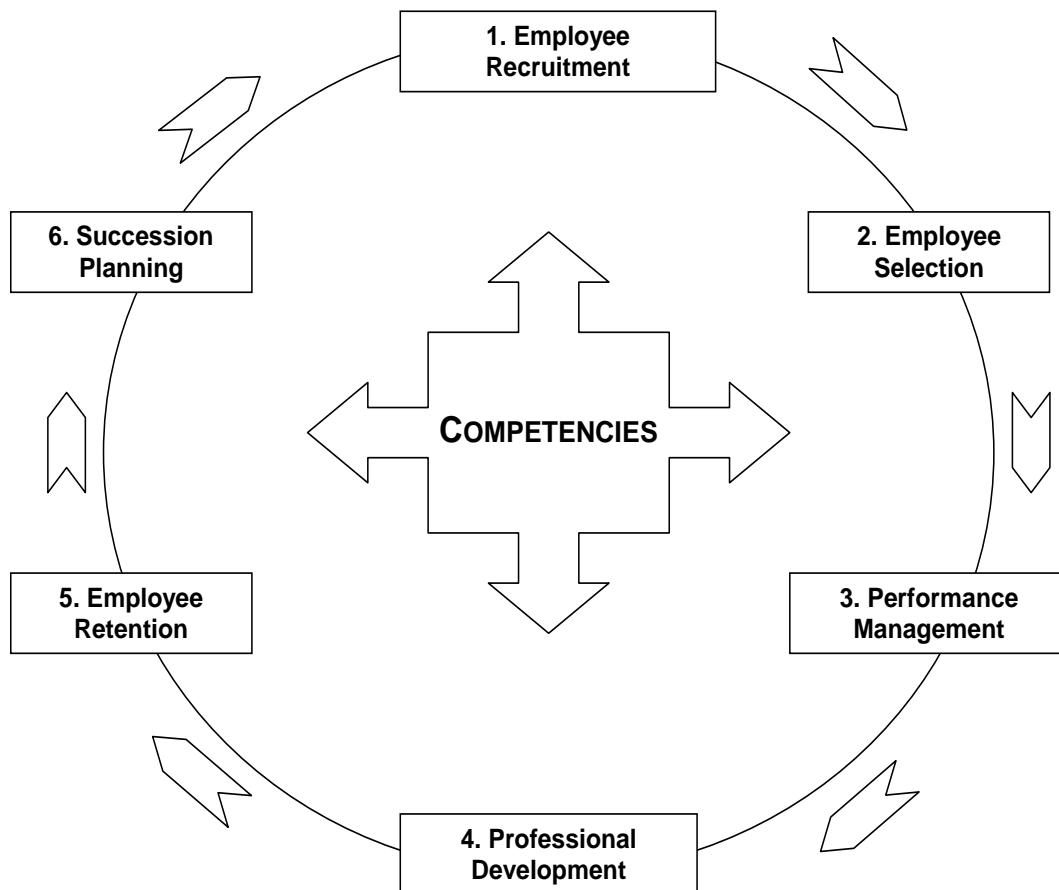 1. Employee
Recruitment
6. Succession
Planning
2. Employee
Selection
COMPETENCIES
5. Employee
Retention
3. Performance
Management
4. Professional
Development